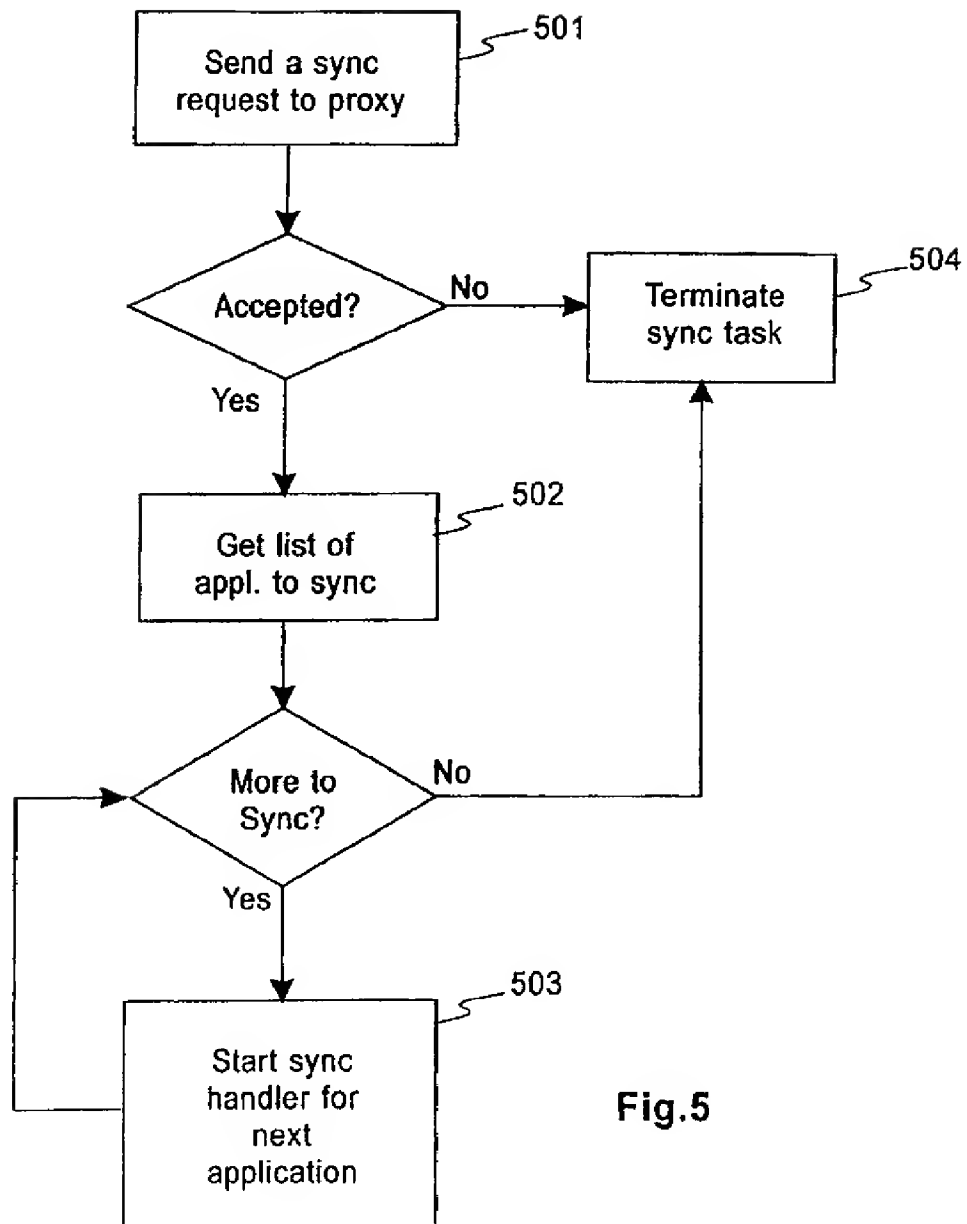 501
Send a sync
request to proxy
Accepted?
No
504
Terminate
sync task
Yes
502
Get list of
appl. to sync
More to
Sync?
No
Yes
503
Start sync
handler for
next
application
Fig.5